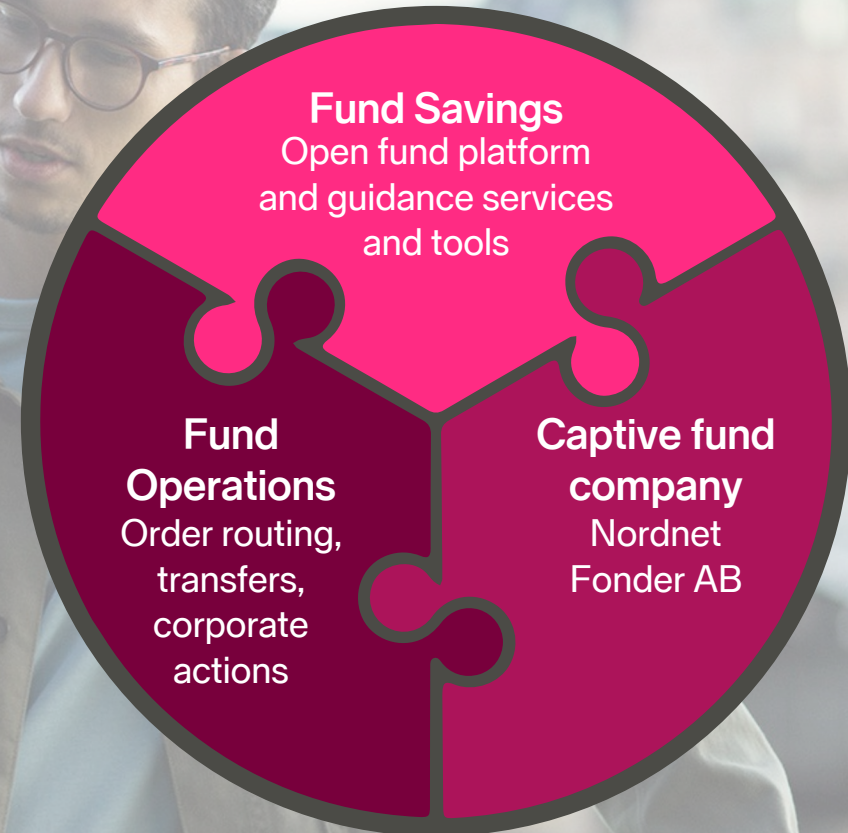 Fund Savings
Open fund platform
and guidance services
and tools
Fund
Operations
Order routing,
transfers,
corporate
actions
Captive fund
company
Nordnet
Fonder AB